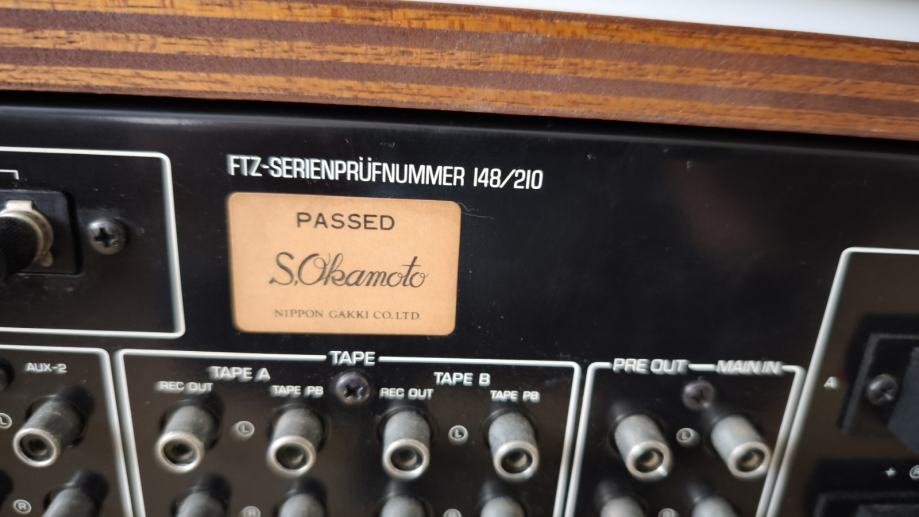 FTZ-SERIENPRÜFNUMMER 148/210
PASSED
S.Okamoto
NIPPON GAKKI CO.LTD
AUX-2
TAPE
PRE OUT
MAIN IN
TAPE A
TAPE B
REC OUT
TAPE PB
REC OUT
TAPE PB
A
L
L
L
L
+
R
R
R